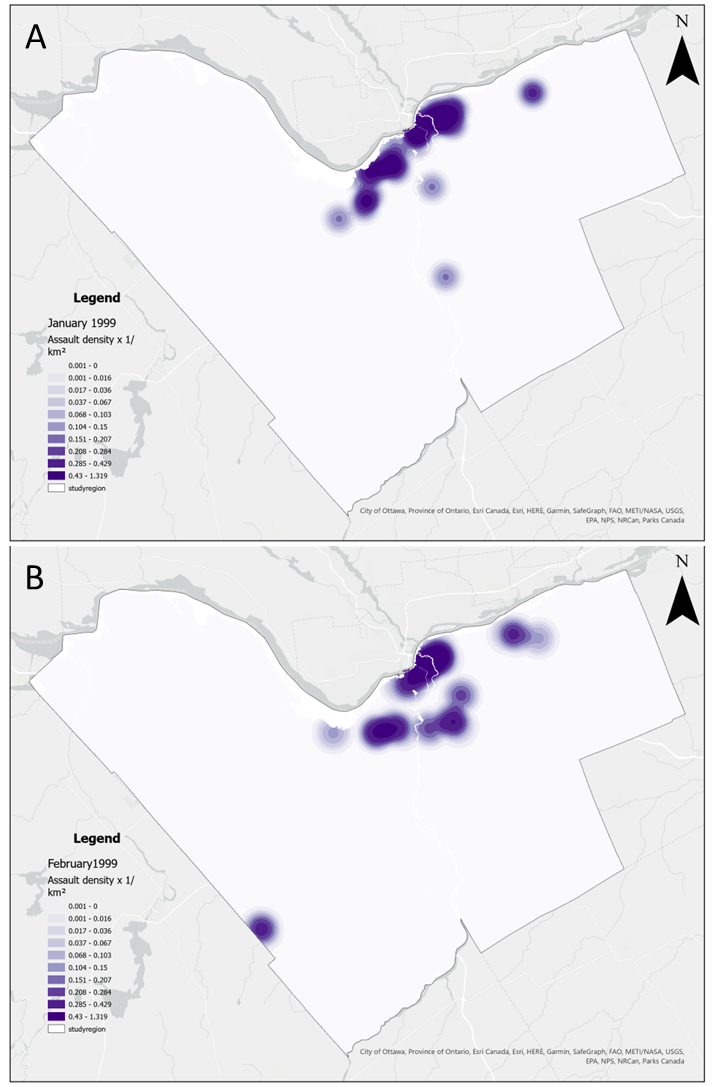 A
N
Legend
January 1999
Assault density x 1/
km²
0.001 - 0
0.001 - 0.016
0.017 - 0.036
0.037 - 0.067
0.068 - 0.103
0.104 - 0.15
0.151 - 0.207
0.208 - 0.284
0.285 - 0.429
0.43 - 1.319
studyregion
City of Ottawa, Province of Ontario, Esri Canada, Esri, HERE, Garmin, SafeGraph, FAO, METI/NASA, USGS,
EPA, NPS, NRCan, Parks Canada
B
N
Legend
February1999
Assault density x 1/
km²
0.001 - 0
0.001 - 0.016
0.017 - 0.036
0.037 - 0.067
0.068 - 0.103
0.104 - 0.15
0.151 - 0.207
0.208 - 0.284
0.285 - 0.429
0.43 - 1.319
studyregion
City of Ottawa, Province of Ontario, Esri Canada, Esri, HERE, Garmin, SafeGraph, FAO, METI/NASA, USGS,
EPA, NPS, NRCan, Parks Canada